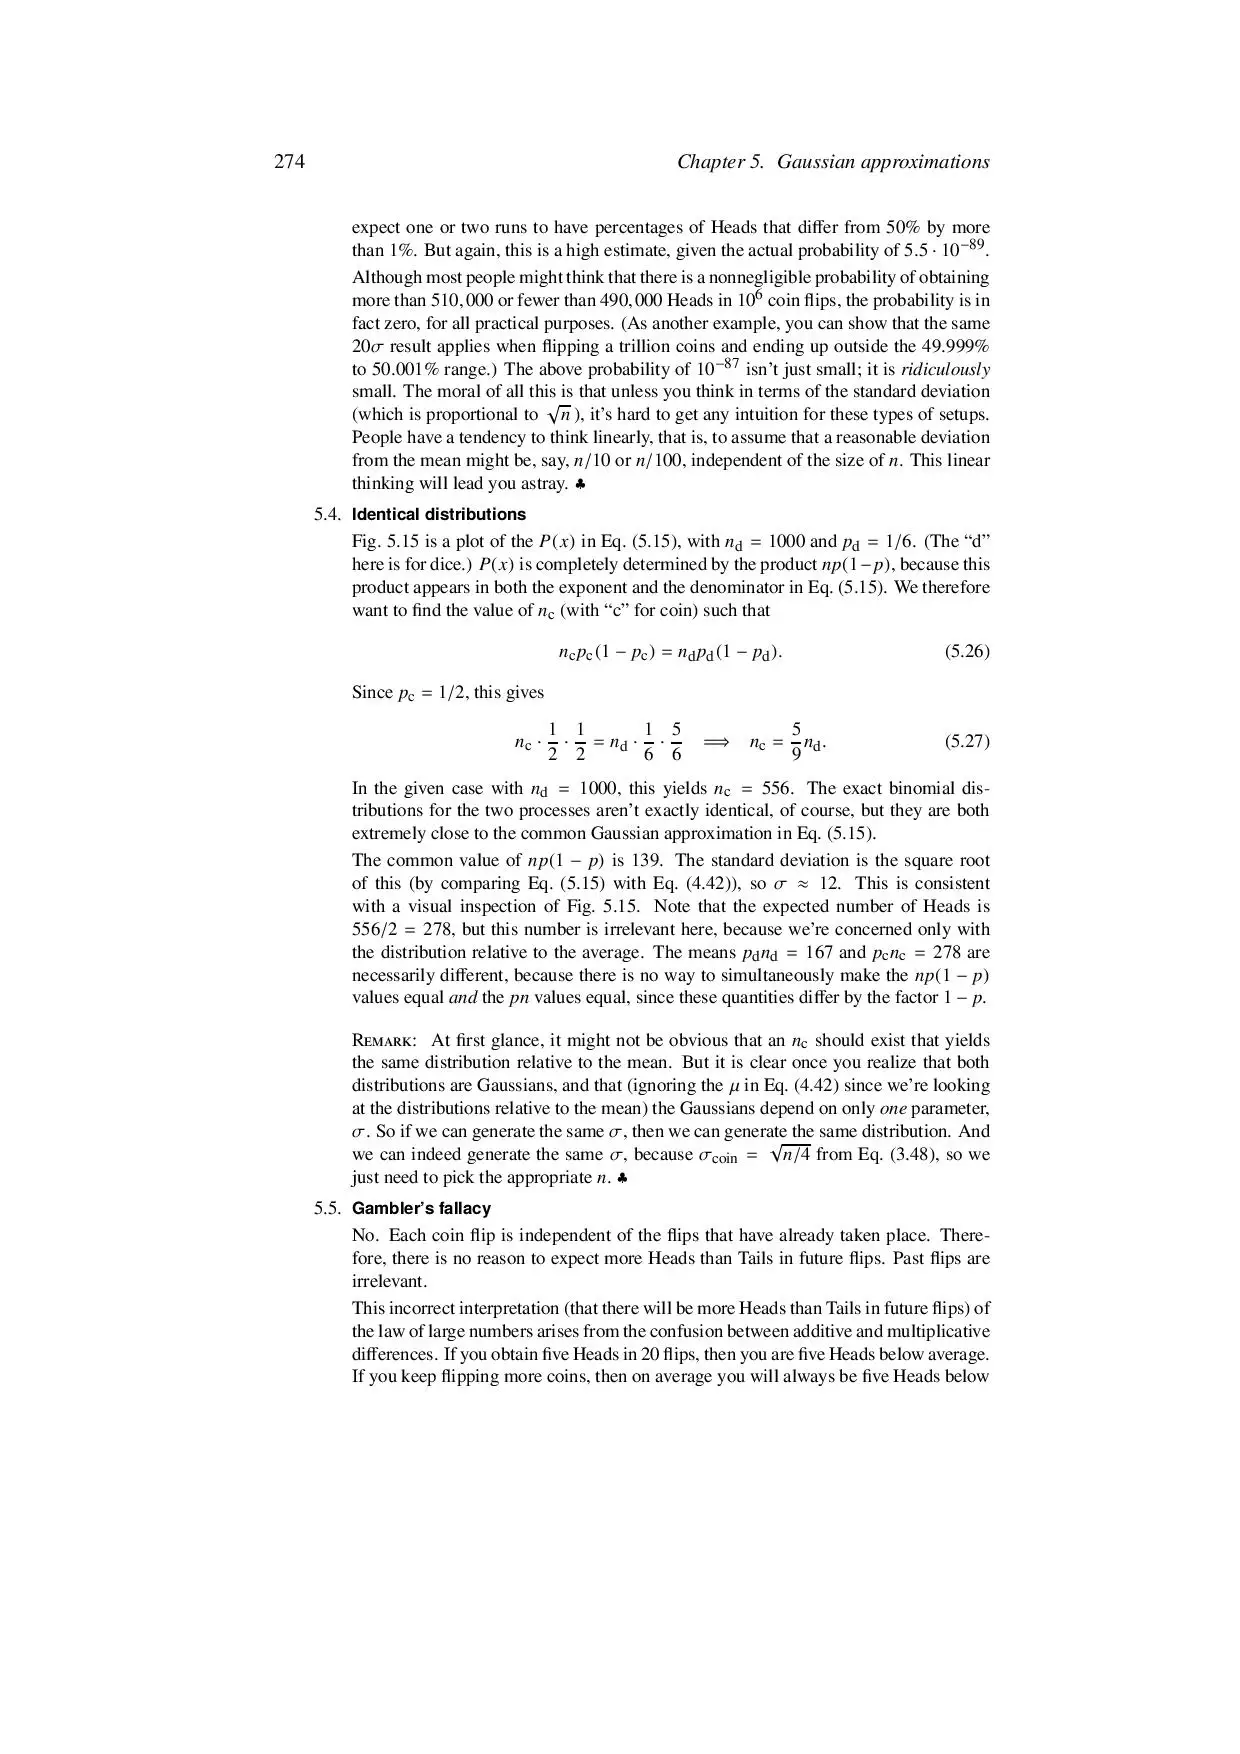 274 Chapter 5. Gaussian approximations
expect one or two runs to have percentages of Heads that differ from 50% by more
than 1%. But again, this is a high estimate, given the actual probability of 5.5 · 10⁻⁸⁹.
Although most people might think that there is a nonnegligible probability of obtaining
more than 510,000 or fewer than 490,000 Heads in 10⁶ coin flips, the probability is in
fact zero, for all practical purposes. (As another example, you can show that the same
20σ result applies when flipping a trillion coins and ending up outside the 49.999%
to 50.001% range.) The above probability of 10⁻⁸⁷ isn't just small; it is ridiculously
small. The moral of all this is that unless you think in terms of the standard deviation
(which is proportional to √n ), it's hard to get any intuition for these types of setups.
People have a tendency to think linearly, that is, to assume that a reasonable deviation
from the mean might be, say, n/10 or n/100, independent of the size of n. This linear
thinking will lead you astray. ♣
5.4. Identical distributions
Fig. 5.15 is a plot of the P(x) in Eq. (5.15), with n_d = 1000 and p_d = 1/6. (The “d”
here is for dice.) P(x) is completely determined by the product np(1−p), because this
product appears in both the exponent and the denominator in Eq. (5.15). We therefore
want to find the value of n_c (with “c” for coin) such that
n_c p_c (1 − p_c) = n_d p_d (1 − p_d). (5.26)
Since p_c = 1/2, this gives
n_c · 1/2 · 1/2 = n_d · 1/6 · 5/6 ⟹ n_c = 5/9 n_d. (5.27)
In the given case with n_d = 1000, this yields n_c = 556. The exact binomial dis-
tributions for the two processes aren't exactly identical, of course, but they are both
extremely close to the common Gaussian approximation in Eq. (5.15).
The common value of np(1 − p) is 139. The standard deviation is the square root
of this (by comparing Eq. (5.15) with Eq. (4.42)), so σ ≈ 12. This is consistent
with a visual inspection of Fig. 5.15. Note that the expected number of Heads is
556/2 = 278, but this number is irrelevant here, because we're concerned only with
the distribution relative to the average. The means p_d n_d = 167 and p_c n_c = 278 are
necessarily different, because there is no way to simultaneously make the np(1 − p)
values equal and the pn values equal, since these quantities differ by the factor 1 − p.
REMARK: At first glance, it might not be obvious that an n_c should exist that yields
the same distribution relative to the mean. But it is clear once you realize that both
distributions are Gaussians, and that (ignoring the μ in Eq. (4.42) since we're looking
at the distributions relative to the mean) the Gaussians depend on only one parameter,
σ. So if we can generate the same σ, then we can generate the same distribution. And
we can indeed generate the same σ, because σ_coin = √(n/4) from Eq. (3.48), so we
just need to pick the appropriate n. ♣
5.5. Gambler's fallacy
No. Each coin flip is independent of the flips that have already taken place. There-
fore, there is no reason to expect more Heads than Tails in future flips. Past flips are
irrelevant.
This incorrect interpretation (that there will be more Heads than Tails in future flips) of
the law of large numbers arises from the confusion between additive and multiplicative
differences. If you obtain five Heads in 20 flips, then you are five Heads below average.
If you keep flipping more coins, then on average you will always be five Heads below